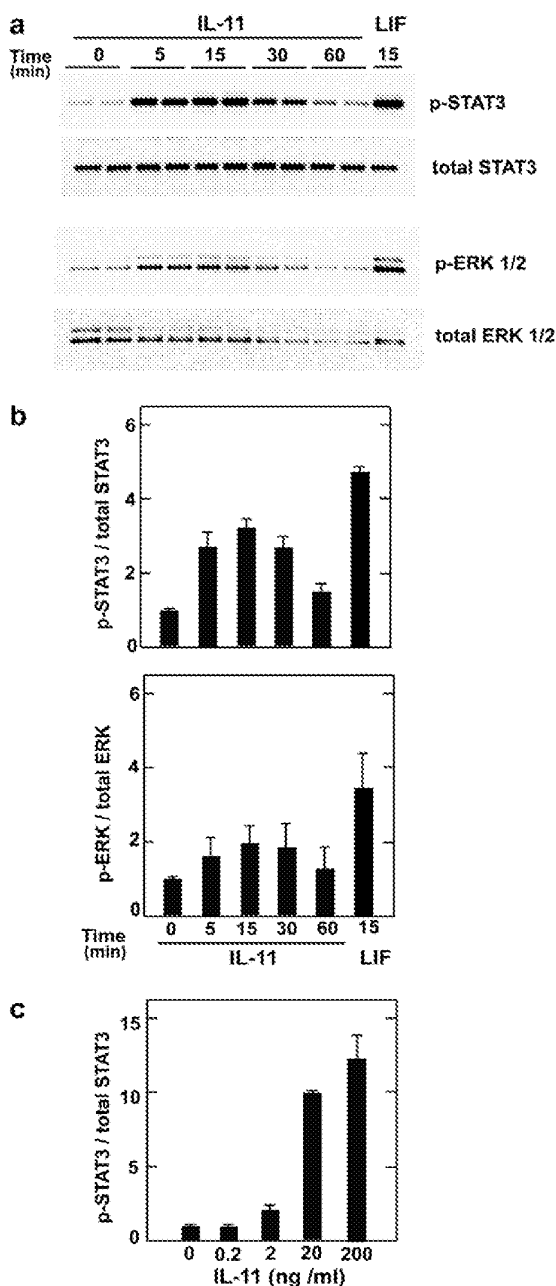 a
IL-11 LIF
Time (min) 0 5 15 30 60 15
p-STAT3
total STAT3
p-ERK 1/2
total ERK 1/2
b
p-STAT3 / total STAT3
6
4
2
0
p-ERK / total ERK
6
4
2
0
Time (min) 0 5 15 30 60 15
IL-11 LIF
c
p-STAT3 / total STAT3
15
10
5
0
0 0.2 2 20 200
IL-11 (ng /ml)